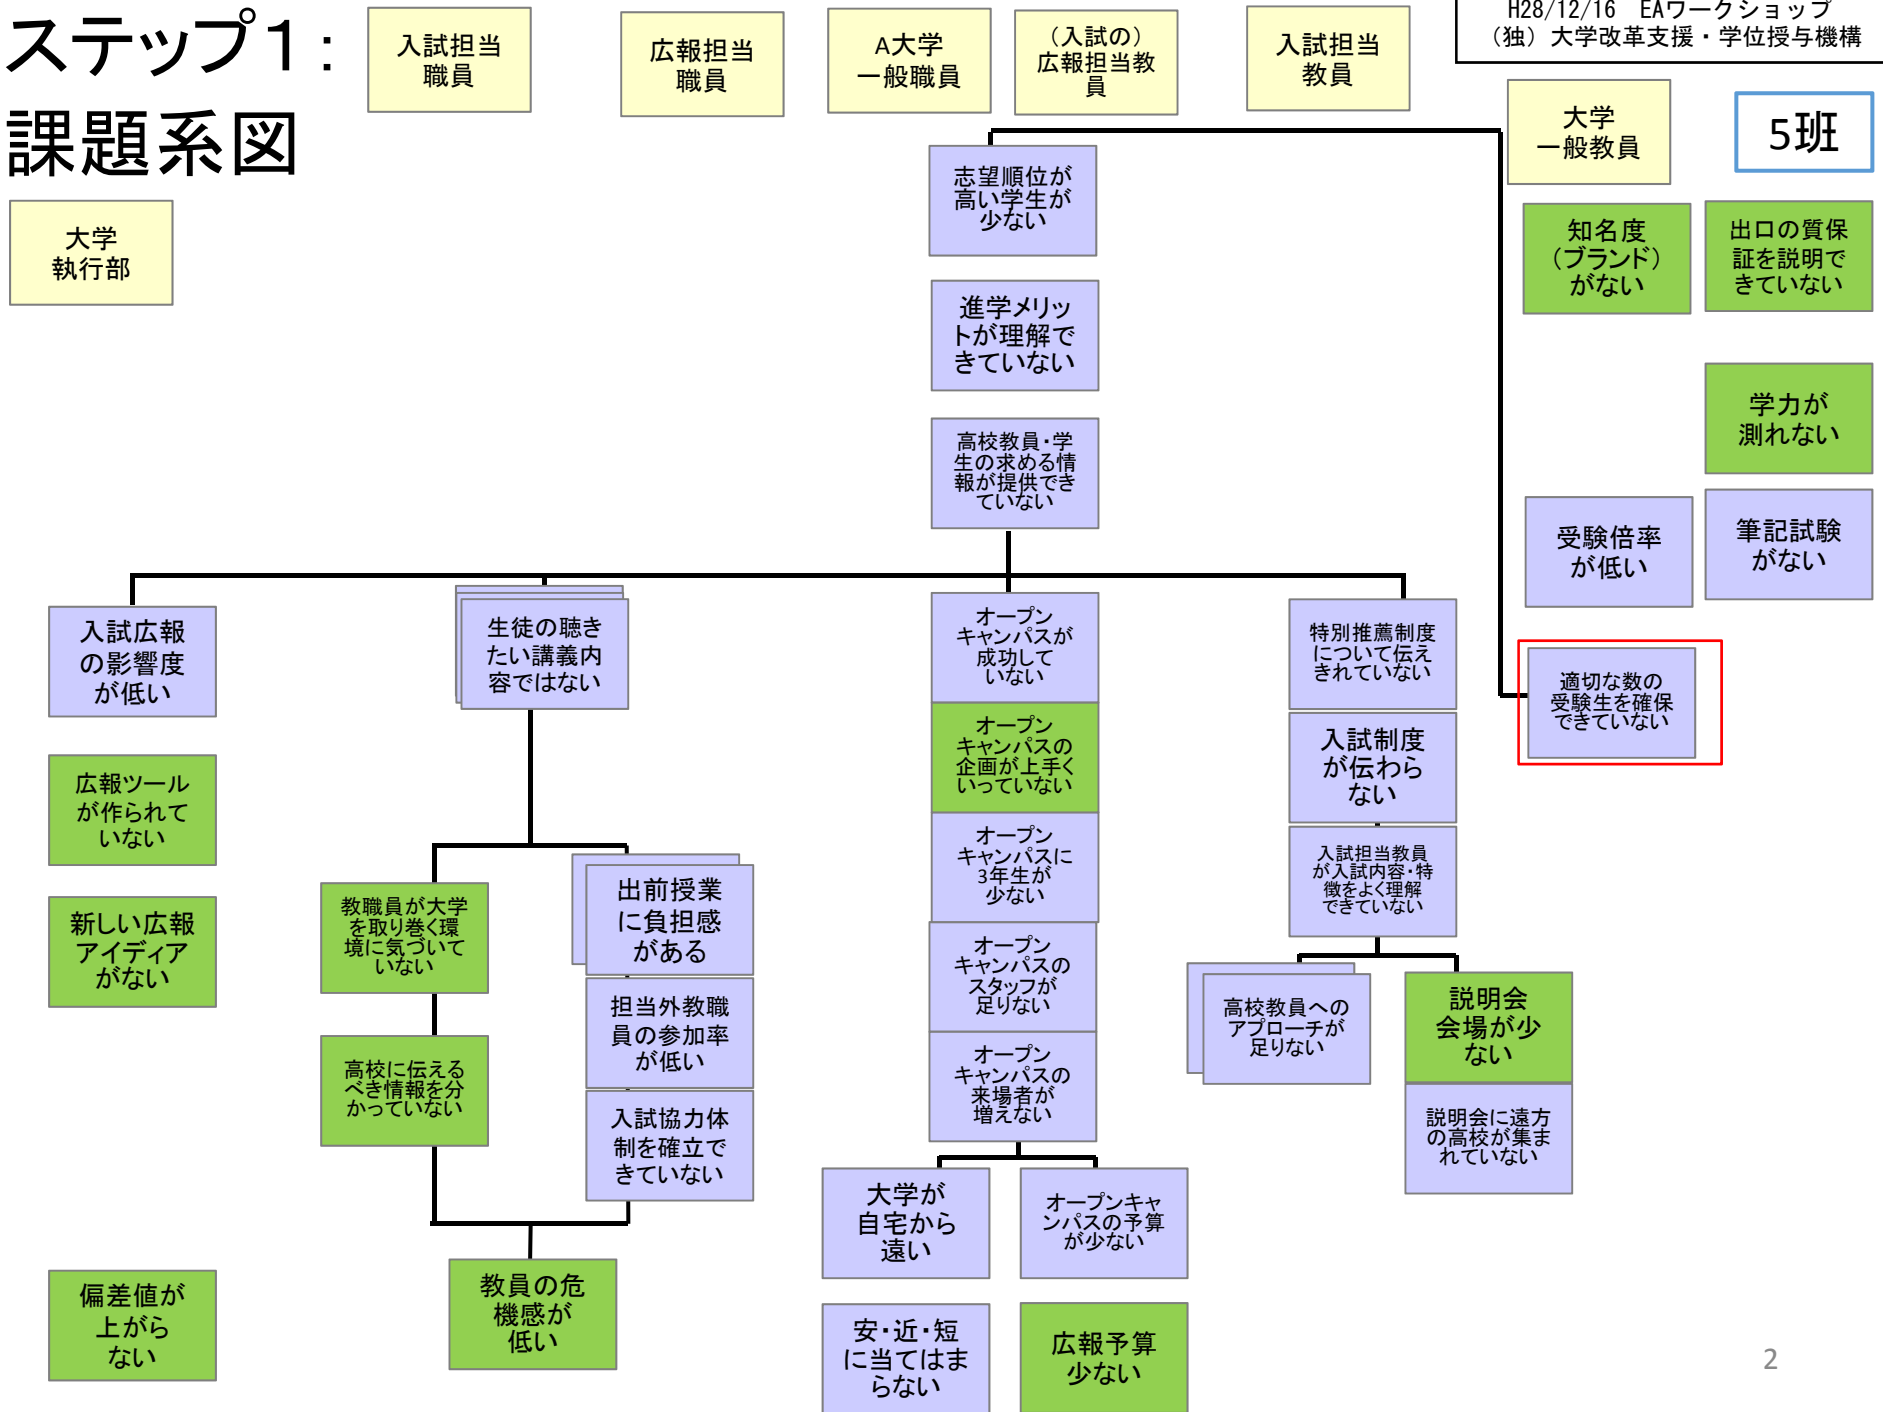 ステップ1：
課題系図
入試担当
職員
広報担当
職員
A大学
一般職員
（入試の）
広報担当教
員
入試担当
教員
H28/12/16　EAワークショップ
（独）大学改革支援・学位授与機構
大学
一般教員
5班
大学
執行部
志望順位が
高い学生が
少ない
知名度
（ブランド）
がない
出口の質保
証を説明で
きていない
進学メリッ
トが理解で
きていない
学力が
測れない
高校教員・学
生の求める情
報が提供でき
ていない
受験倍率
が低い
筆記試験
がない
入試広報
の影響度
が低い
生徒の聴き
たい講義内
容ではない
オープン
キャンパスが
成功して
いない
特別推薦制度
について伝え
きれていない
適切な数の
受験生を確保
できていない
広報ツール
が作られて
いない
オープン
キャンパスの
企画が上手く
いっていない
入試制度
が伝わら
ない
新しい広報
アイディア
がない
教職員が大学
を取り巻く環
境に気づいて
いない
出前授業
に負担感
がある
オープン
キャンパスに
3年生が
少ない
入試担当教員
が入試内容・特
徴をよく理解
できていない
オープン
キャンパスの
スタッフが
足りない
高校教員への
アプローチが
足りない
説明会
会場が少
ない
高校に伝える
べき情報を分
かっていない
担当外教職
員の参加率
が低い
オープン
キャンパスの
来場者が
増えない
説明会に遠方
の高校が集ま
れていない
入試協力体
制を確立で
きていない
大学が
自宅から
遠い
オープンキャ
ンパスの予算
が少ない
偏差値が
上がら
ない
教員の危
機感が
低い
安・近・短
に当てはま
らない
広報予算
少ない
2